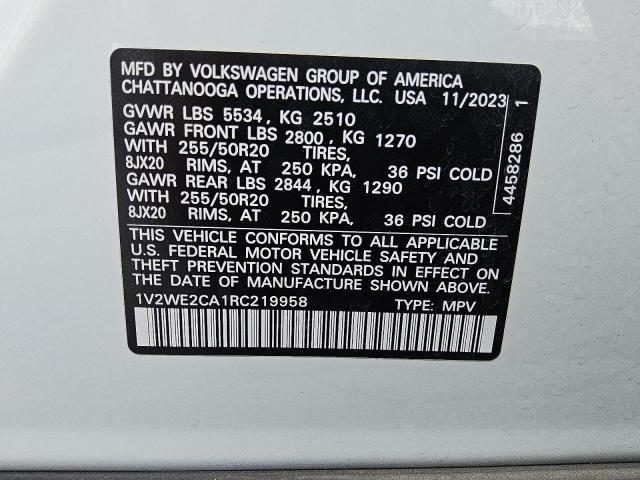 MFD BY VOLKSWAGEN GROUP OF AMERICA
CHATTANOOGA OPERATIONS, LLC. USA 11/2023
GVWR LBS 5534, KG 2510
GAWR FRONT LBS 2800, KG 1270
WITH 255/50R20 TIRES,
8JX20 RIMS, AT 250 KPA, 36 PSI COLD
GAWR REAR LBS 2844, KG 1290
WITH 255/50R20 TIRES,
8JX20 RIMS, AT 250 KPA, 36 PSI COLD
THIS VEHICLE CONFORMS TO ALL APPLICABLE
U.S. FEDERAL MOTOR VEHICLE SAFETY AND
THEFT PREVENTION STANDARDS IN EFFECT ON
THE DATE OF MANUFACTURE SHOWN ABOVE.
1V2WE2CA1RC219958 TYPE: MPV
4458286 1